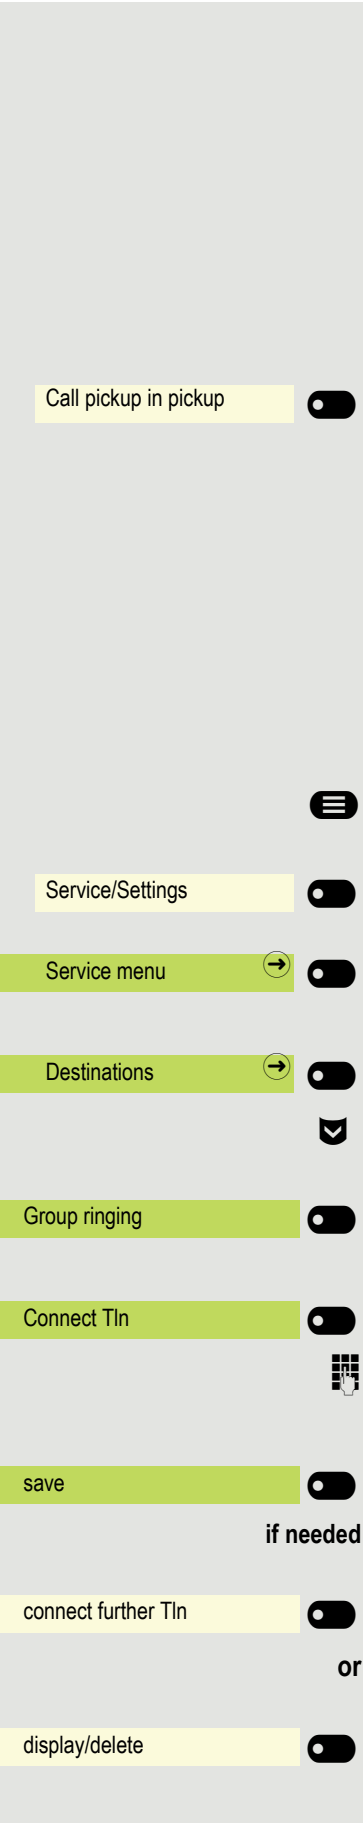 Call pickup in pickup
Service/Settings
Service menu
Destinations
Group ringing
Connect Tln
save
if needed
connect further Tln
or
display/delete